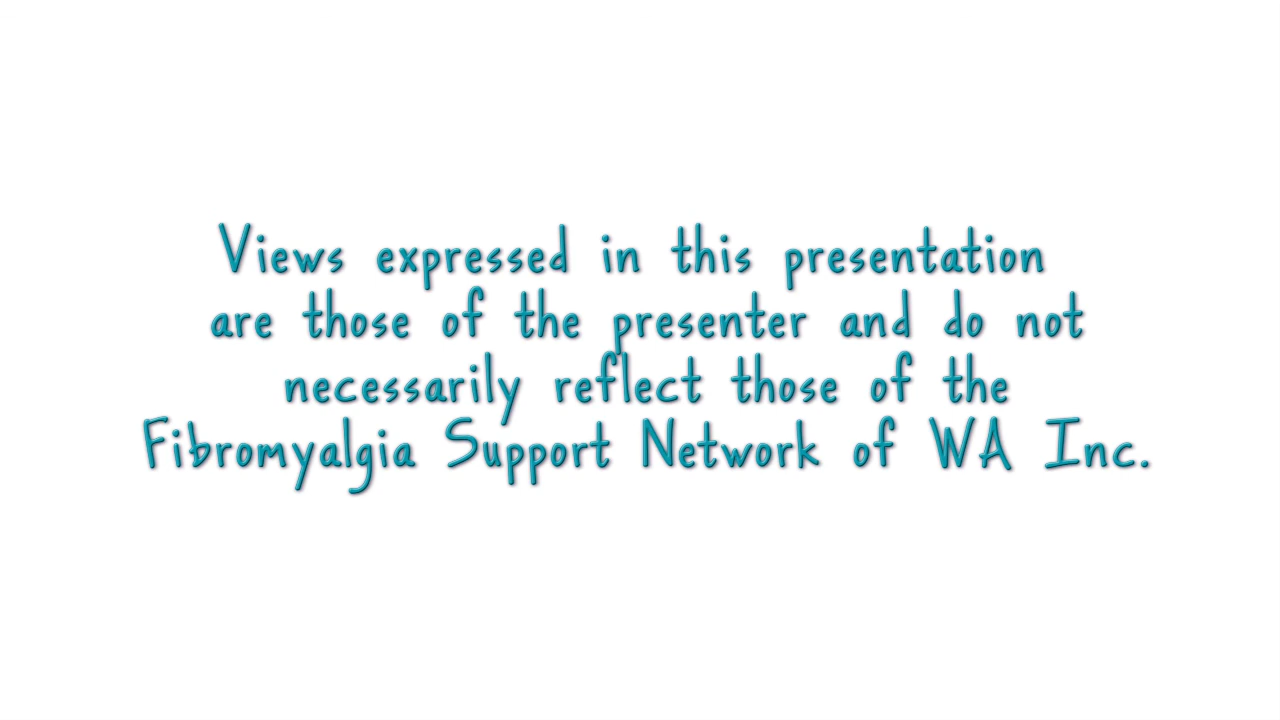 Views expressed in this presentation
are those of the presenter and do not
necessarily reflect those of the
Fibromyalgia Support Network of WA Inc.